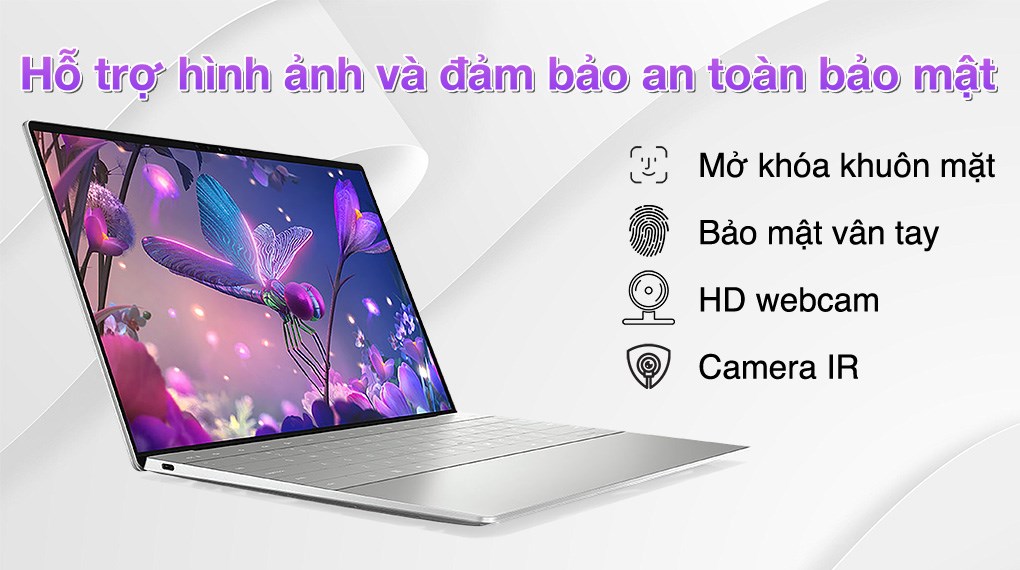 Hỗ trợ hình ảnh và đảm bảo an toàn bảo mật
Mở khóa khuôn mặt
Bảo mật vân tay
HD webcam
Camera IR